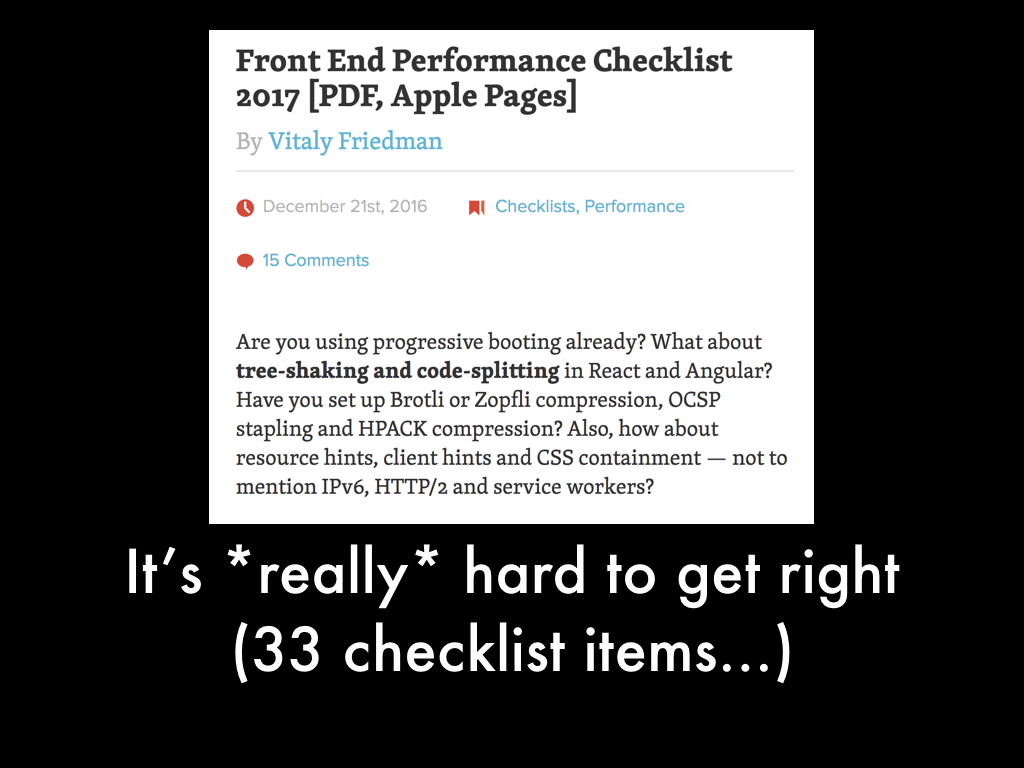 Front End Performance Checklist
2017 [PDF, Apple Pages]
By Vitaly Friedman
December 21st, 2016
Checklists, Performance
15 Comments
Are you using progressive booting already? What about
tree-shaking and code-splitting in React and Angular?
Have you set up Brotli or Zopfli compression, OCSP
stapling and HPACK compression? Also, how about
resource hints, client hints and CSS containment — not to
mention IPv6, HTTP/2 and service workers?
It’s *really* hard to get right
(33 checklist items…)